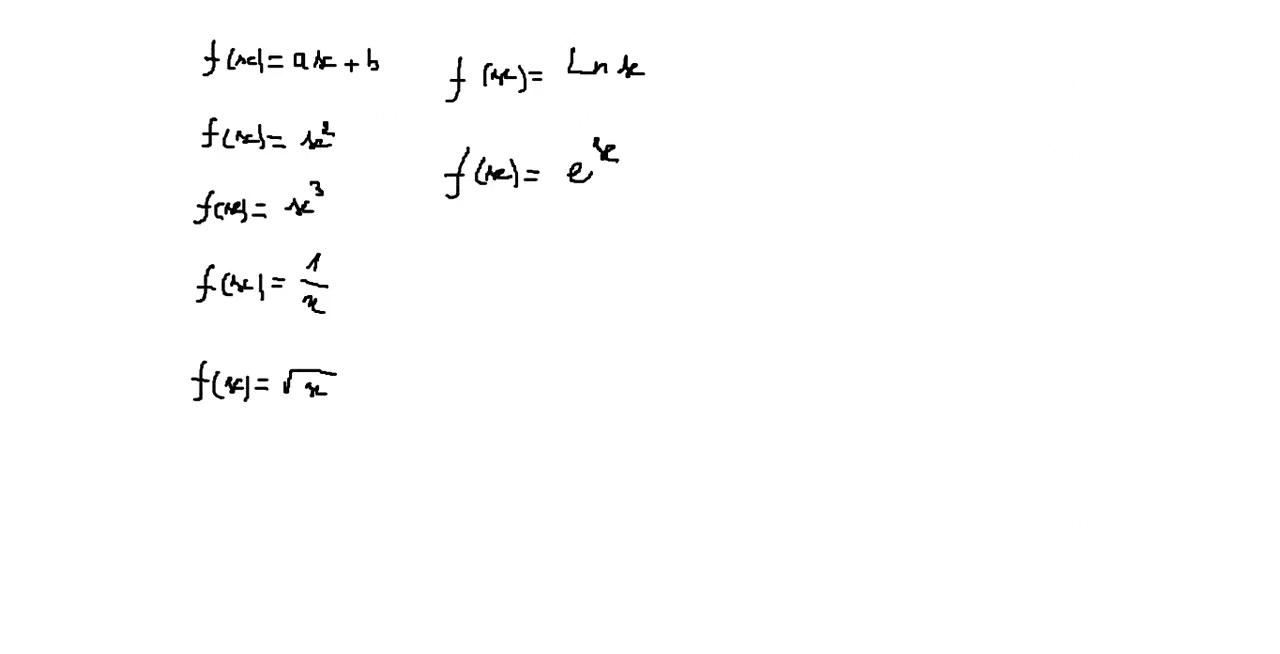 f(x) = ax + b
f(x) = x²
f(x) = x³
f(x) = 1/x
f(x) = √x
f(x) = Ln x
f(x) = eˣ